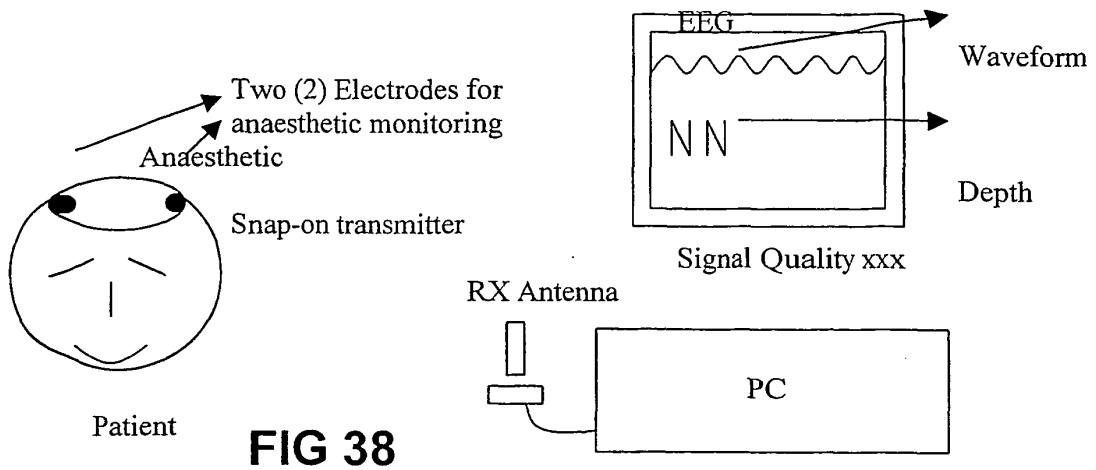 EEG
Waveform
Two (2) Electrodes for
anaesthetic monitoring
Anaesthetic
NN
Depth
Snap-on transmitter
Signal Quality xxx
RX Antenna
PC
Patient
FIG 38